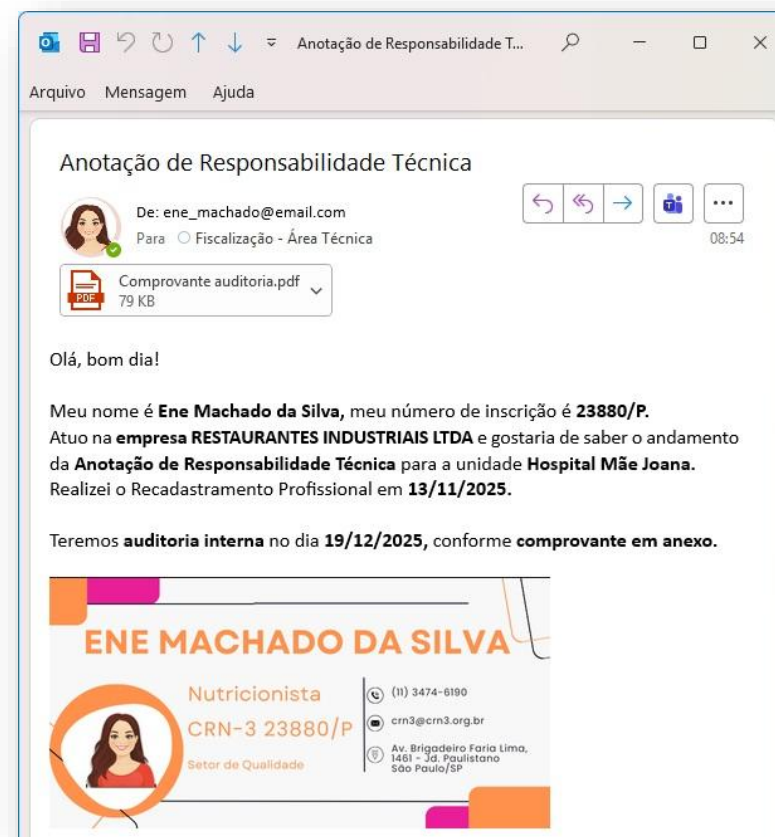 Anotação de Responsabilidade T...
Arquivo Mensagem Ajuda
Anotação de Responsabilidade Técnica
De: ene_machado@email.com
Para Fiscalização - Área Técnica
08:54
Comprovante auditoria.pdf
PDF
79 KB
Olá, bom dia!
Meu nome é Ene Machado da Silva, meu número de inscrição é 23880/P.
Atuo na empresa RESTAURANTES INDUSTRIAIS LTDA e gostaria de saber o andamento
da Anotação de Responsabilidade Técnica para a unidade Hospital Mãe Joana.
Realizei o Recadastramento Profissional em 13/11/2025.
Teremos auditoria interna no dia 19/12/2025, conforme comprovante em anexo.
ENE MACHADO DA SILVA
Nutricionista
CRN-3 23880/P
Setor de Qualidade
(11) 3474-6190
crn3@crn3.org.br
Av. Brigadeiro Faria Lima,
1461 - Jd. Paulistano
São Paulo/SP